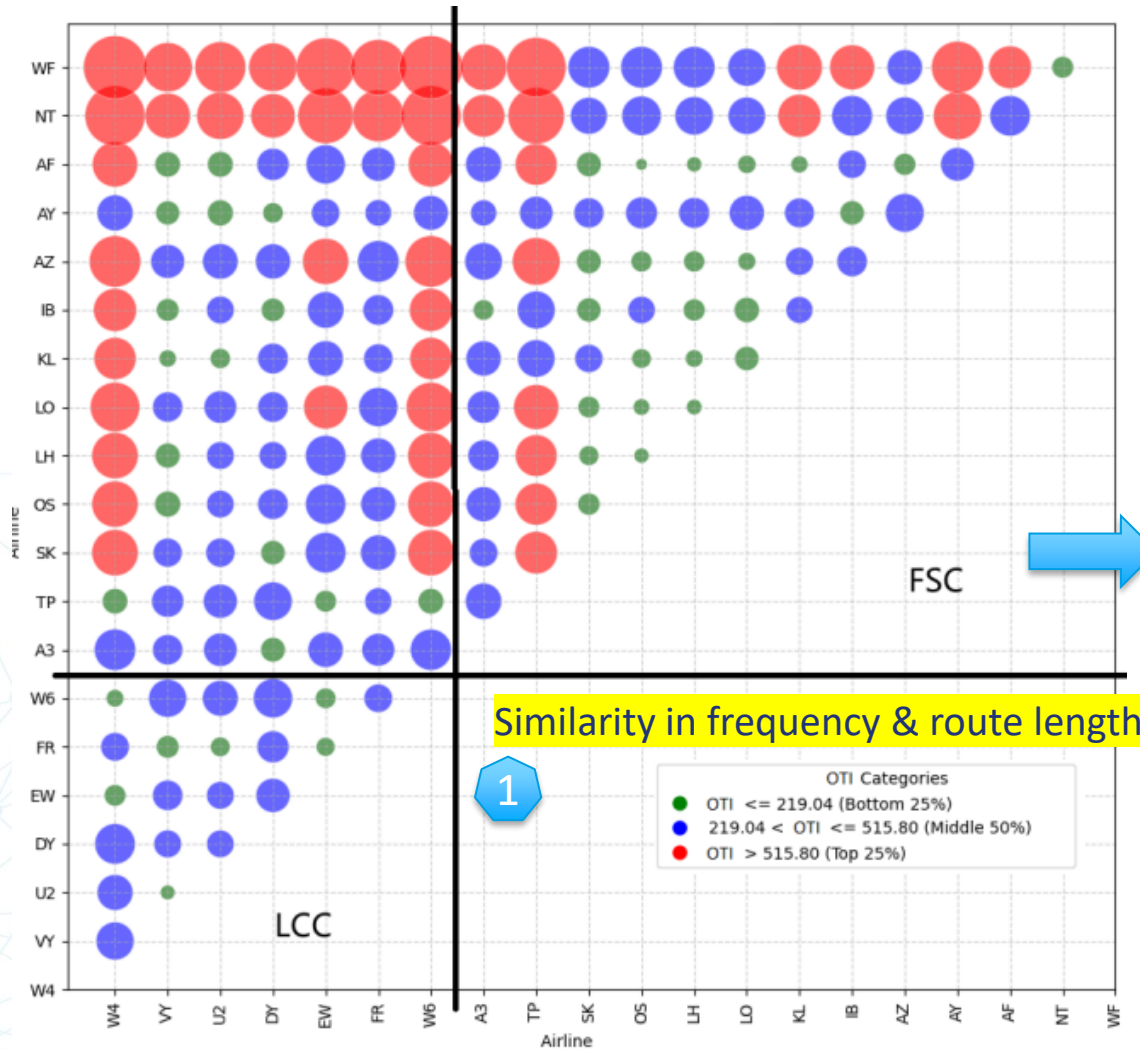 WF
NT
AF
AY
AZ
IB
KL
LO
LH
OS
SK
TP
A3
W6
FR
EW
DY
U2
VY
W4
Airline
FSC
LCC
Similarity in frequency & route length
1
OTI Categories
OTI <= 219.04 (Bottom 25%)
219.04 < OTI <= 515.80 (Middle 50%)
OTI > 515.80 (Top 25%)
W4 VY U2 DY EW FR W6 A3 TP SK OS LH LO KL IB AZ AY AF NT WF
Airline